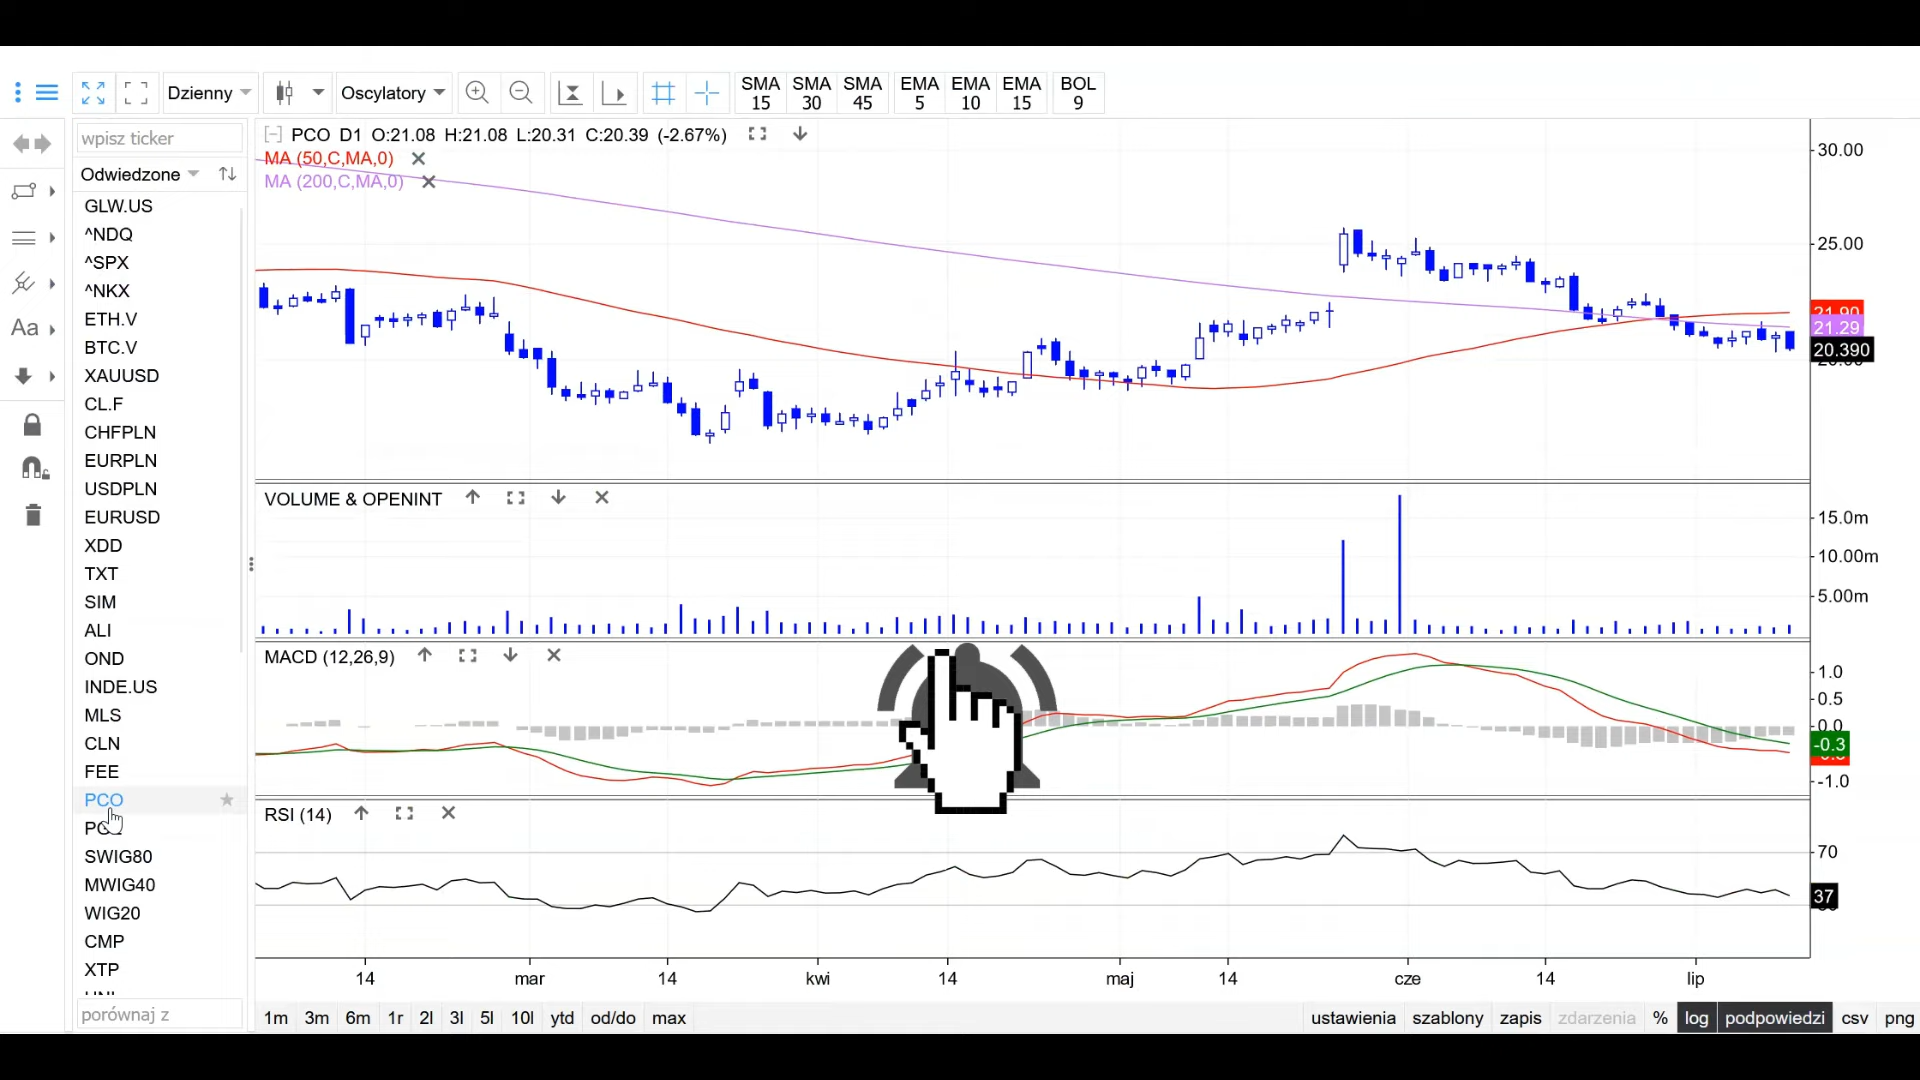 Dzienny
Oscylatory
SMA 15
SMA 30
SMA 45
EMA 5
EMA 10
EMA 15
BOL 9
wpisz ticker
Odwiedzone
GLW.US
^NDQ
^SPX
^NKX
ETH.V
BTC.V
XAUUSD
CL.F
CHFPLN
EURPLN
USDPLN
EURUSD
XDD
TXT
SIM
ALI
OND
INDE.US
MLS
CLN
FEE
PCO
SWIG80
MWIG40
WIG20
CMP
XTP
porównaj z
Aa
[-] PCO D1 O:21.08 H:21.08 L:20.31 C:20.39 (-2.67%)
MA (50,C,MA,0)
MA (200,C,MA,0)
30.00
25.00
21.90
21.29
20.390
VOLUME & OPENINT
15.0m
10.00m
5.00m
MACD (12,26,9)
1.0
0.5
0.0
-0.3
-1.0
RSI (14)
70
37
14 mar 14 kwi 14 maj 14 cze 14 lip
1m 3m 6m 1r 2l 3l 5l 10l ytd od/do max
ustawienia szablony zapis zdarzenia % log podpowiedzi csv png